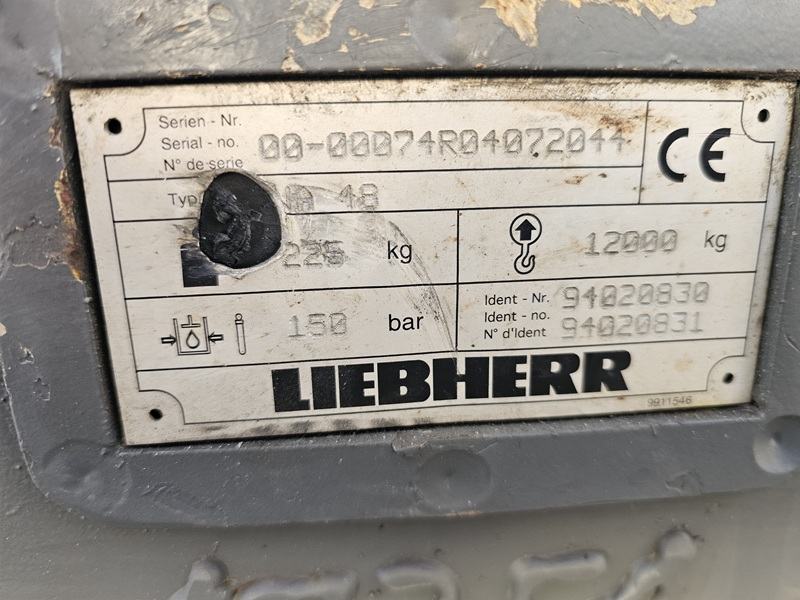 Serien - Nr.
Serial - no.
N° de serie
00-00D74R04072044
Typ
48
225 kg
12000 kg
150 bar
Ident - Nr. 94020830
Ident - no.
N° d'Ident 94020831
CE
LIEBHERR
9911546